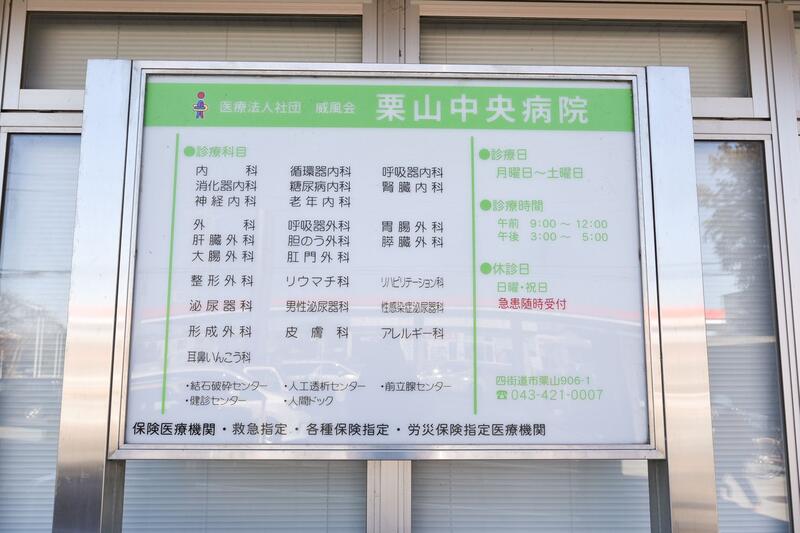 医療法人社団 威風会 栗山中央病院
●診療科目
内科 循環器内科 呼吸器内科
消化器内科 糖尿病内科 腎臓内科
神経内科 老年内科
外科 呼吸器外科 胃腸外科
肝臓外科 胆のう外科 膵臓外科
大腸外科 肛門外科
整形外科 リウマチ科 リハビリテーション科
泌尿器科 男性泌尿器科 性感染症泌尿器科
形成外科 皮膚科 アレルギー科
耳鼻いんこう科
・結石破砕センター ・人工透析センター ・前立腺センター
・健診センター ・人間ドック
●診療日
月曜日～土曜日
●診療時間
午前 9:00 ～ 12:00
午後 3:00 ～ 5:00
●休診日
日曜・祝日
急患随時受付
四街道市栗山906-1
☎043-421-0007
保険医療機関・救急指定・各種保険指定・労災保険指定医療機関